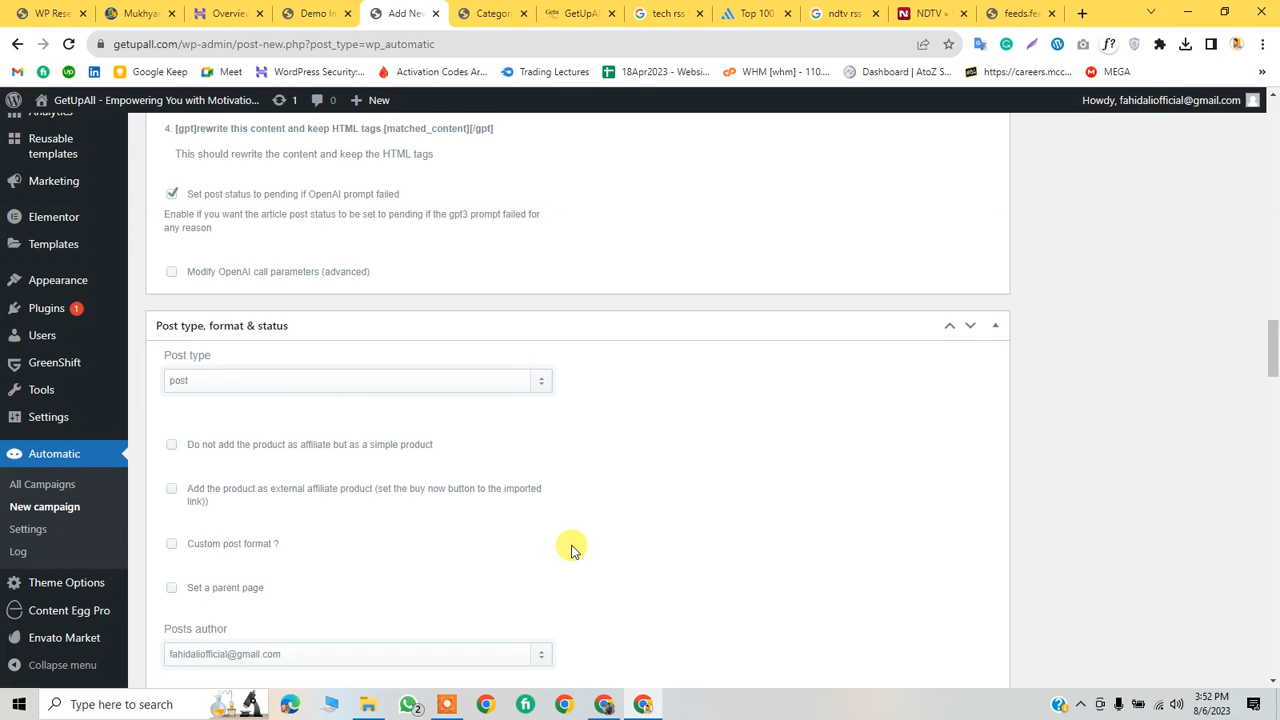 WP Rese
Mukhyar
Overview
Demo In
Add New
Categori
GetUpAl
tech rss
Top 100
ndtv rss
NDTV »
feeds.fee
getupall.com/wp-admin/post-new.php?post_type=wp_automatic
Google Keep
Meet
WordPress Security:...
Activation Codes Ar...
Trading Lectures
18Apr2023 - Websi...
WHM [whm] - 110....
Dashboard | AtoZ S...
https://careers.mcc...
MEGA
GetUpAll - Empowering You with Motivatio...
1
0
New
Howdy, fahidaliofficial@gmail.com
Analytics
Reusable
templates
Marketing
Elementor
Templates
Appearance
Plugins 1
Users
GreenShift
Tools
Settings
Automatic
All Campaigns
New campaign
Settings
Log
Theme Options
Content Egg Pro
Envato Market
Collapse menu
4. [gpt]rewrite this content and keep HTML tags [matched_content][/gpt]
This should rewrite the content and keep the HTML tags
Set post status to pending if OpenAI prompt failed
Enable if you want the article post status to be set to pending if the gpt3 prompt failed for
any reason
Modify OpenAI call parameters (advanced)
Post type, format & status
Post type
post
Do not add the product as affiliate but as a simple product
Add the product as external affiliate product (set the buy now button to the imported
link))
Custom post format ?
Set a parent page
Posts author
fahidaliofficial@gmail.com
Type here to search
2
3:52 PM
8/6/2023